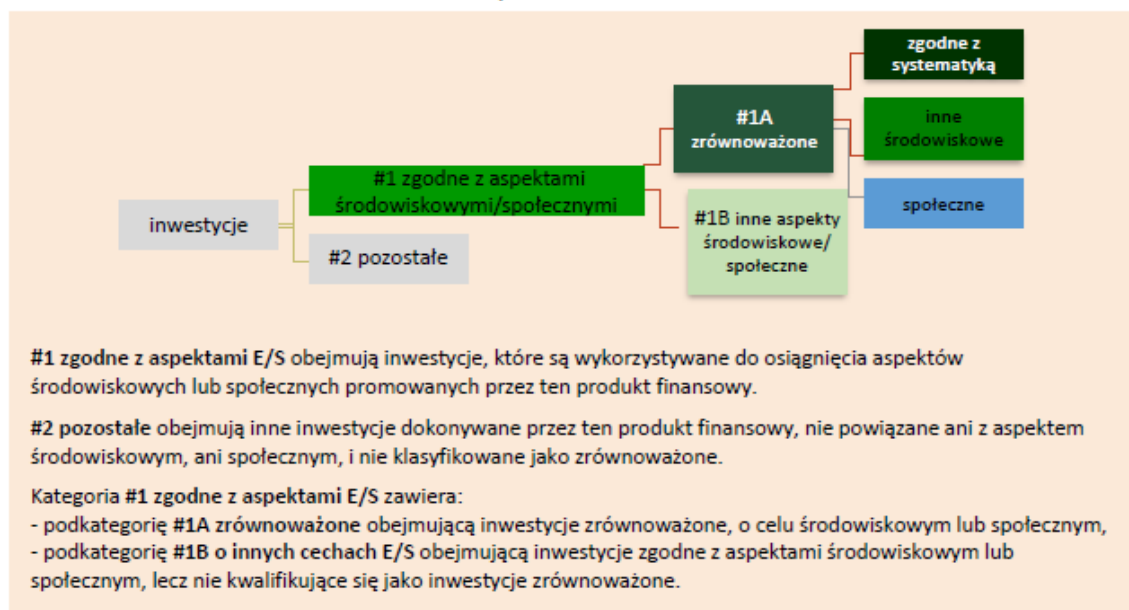 zgodne z
systematyką
#1A
zrównoważone
inne
środowiskowe
#1 zgodne z aspektami
środowiskowymi/społecznymi
społeczne
inwestycje
#1B inne aspekty
środowiskowe/
społeczne
#2 pozostałe
#1 zgodne z aspektami E/S obejmują inwestycje, które są wykorzystywane do osiągnięcia aspektów
środowiskowych lub społecznych promowanych przez ten produkt finansowy.
#2 pozostałe obejmują inne inwestycje dokonywane przez ten produkt finansowy, nie powiązane ani z aspektem
środowiskowym, ani społecznym, i nie klasyfikowane jako zrównoważone.
Kategoria #1 zgodne z aspektami E/S zawiera:
- podkategorię #1A zrównoważone obejmującą inwestycje zrównoważone, o celu środowiskowym lub społecznym,
- podkategorię #1B o innych cechach E/S obejmującą inwestycje zgodne z aspektami środowiskowym lub
społecznym, lecz nie kwalifikujące się jako inwestycje zrównoważone.